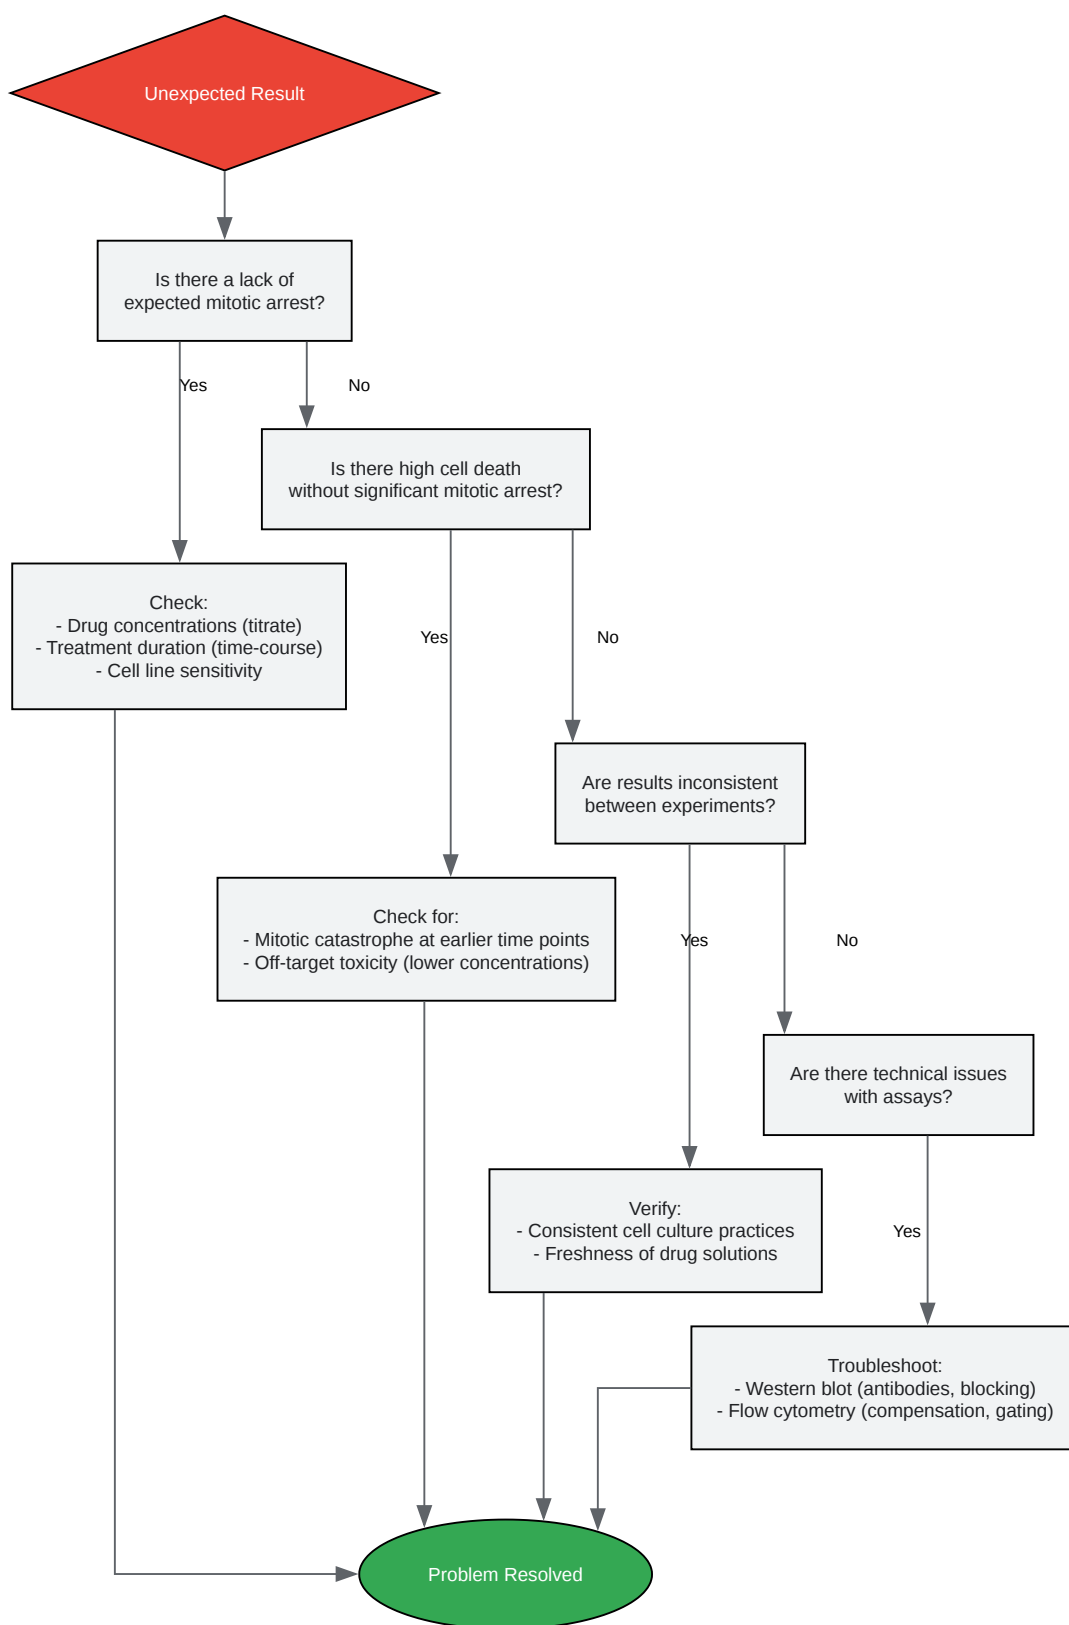 Unexpected Result
Is there a lack of
expected mitotic arrest?
Yes
No
Is there high cell death
without significant mitotic arrest?
Check:
- Drug concentrations (titrate)
- Treatment duration (time-course)
- Cell line sensitivity
Yes
No
Are results inconsistent
between experiments?
Check for:
- Mitotic catastrophe at earlier time points
- Off-target toxicity (lower concentrations)
Yes
No
Are there technical issues
with assays?
Verify:
- Consistent cell culture practices
- Freshness of drug solutions
Yes
Troubleshoot:
- Western blot (antibodies, blocking)
- Flow cytometry (compensation, gating)
Problem Resolved